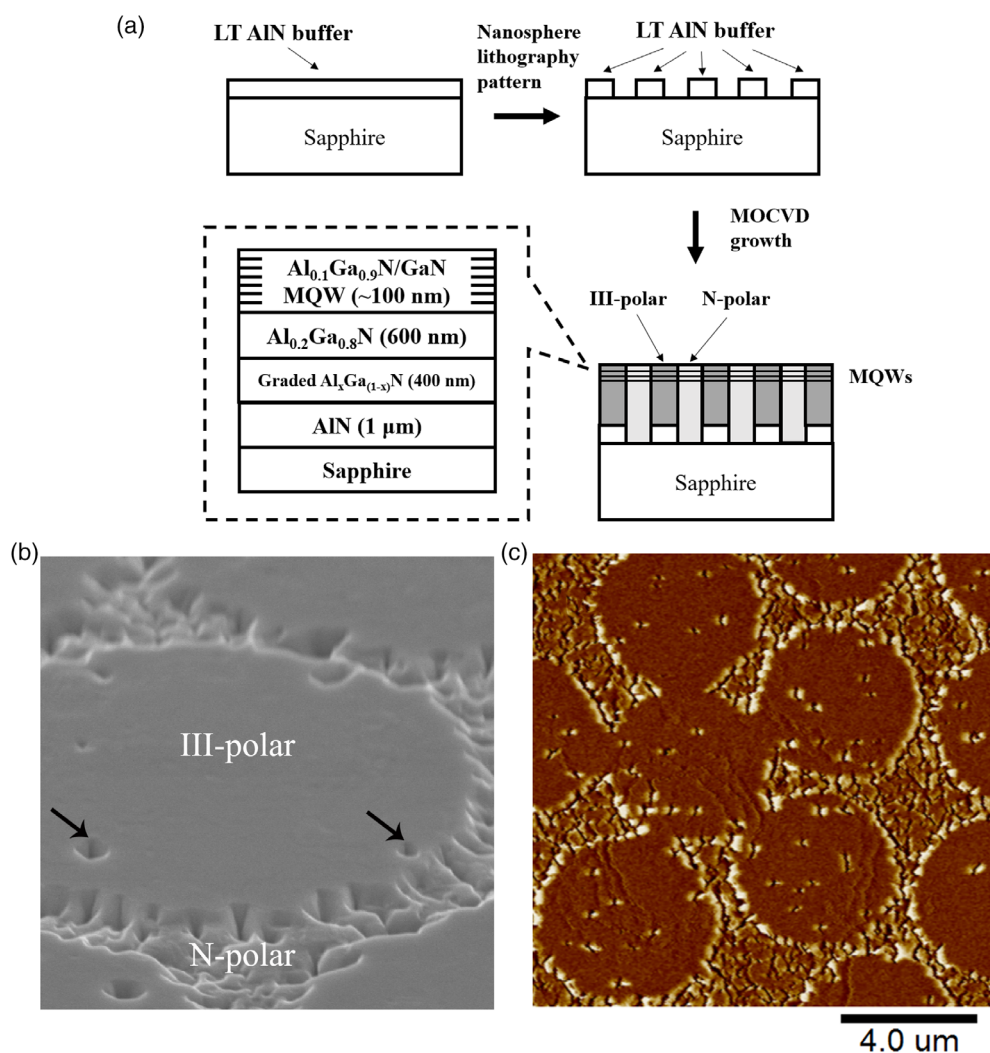 (a)
LT AlN buffer
Nanosphere
lithography
pattern
LT AlN buffer
Sapphire
Sapphire
MOCVD
growth
Al0.1Ga0.9N/GaN
MQW (~100 nm)
Al0.2Ga0.8N (600 nm)
Graded AlxGa(1-x)N (400 nm)
AlN (1 μm)
Sapphire
III-polar
N-polar
MQWs
Sapphire
(b)
III-polar
N-polar
(c)
4.0 um